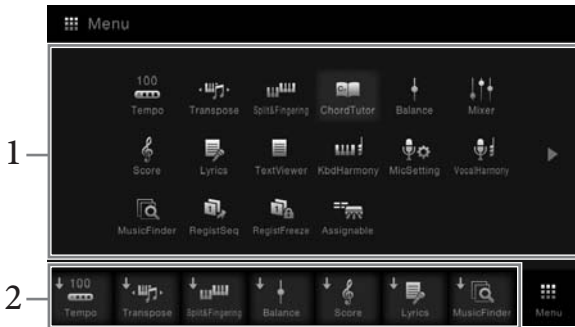 Menu
1
100
Tempo Transpose Split&Fingering ChordTutor Balance Mixer
Score Lyrics TextViewer KbdHarmony MicSetting VocalHarmony
MusicFinder RegistSeq RegistFreeze Assignable
2
100
Tempo Transpose Split&Fingering Balance Score Lyrics MusicFinder Menu